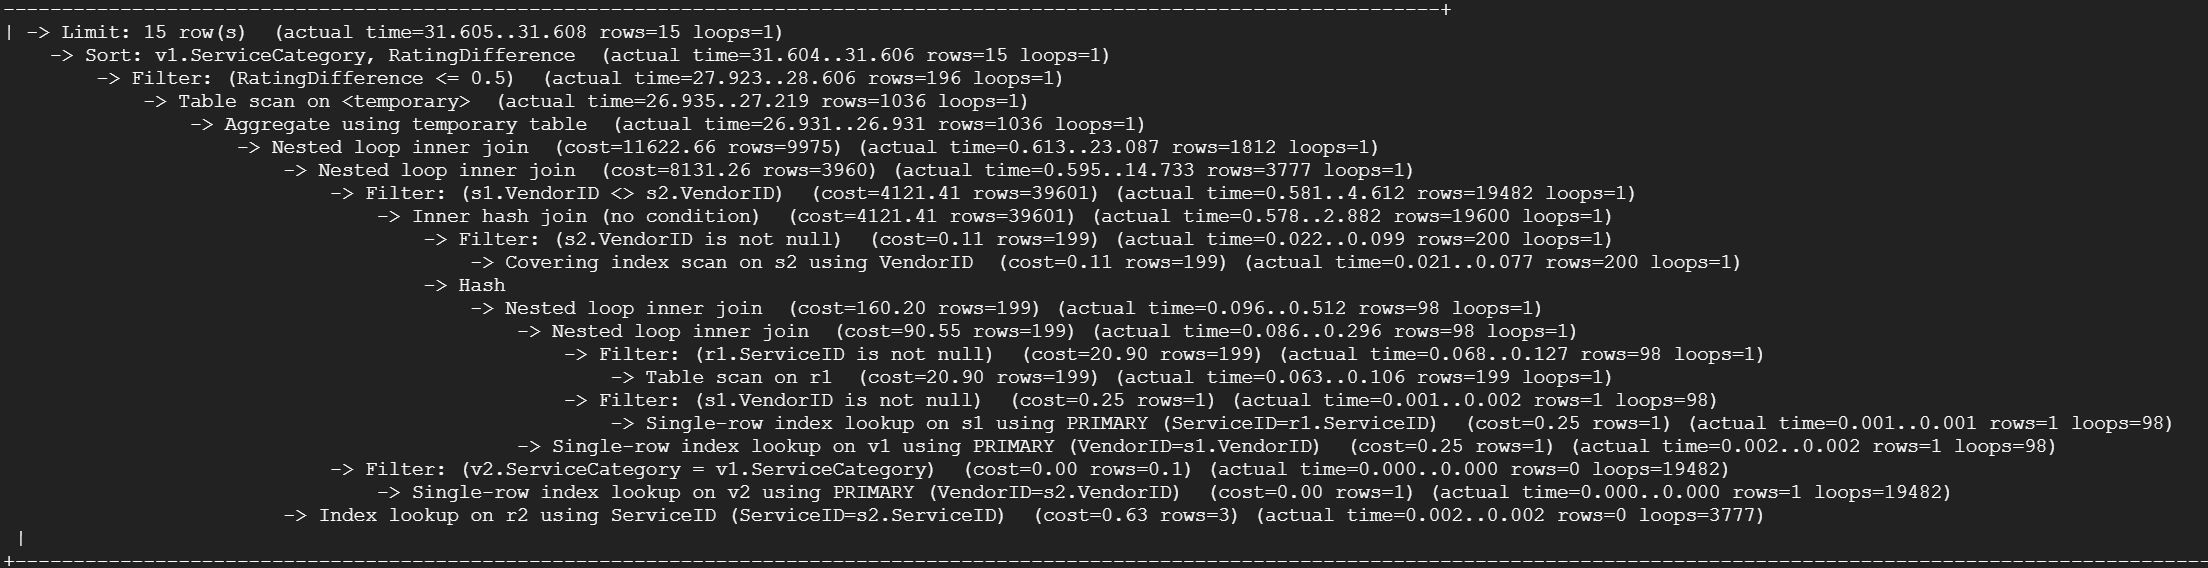 ------------------------------------------------------------------------------------------------------------------------------+
| -> Limit: 15 row(s)  (actual time=31.605..31.608 rows=15 loops=1)
    -> Sort: v1.ServiceCategory, RatingDifference  (actual time=31.604..31.606 rows=15 loops=1)
        -> Filter: (RatingDifference <= 0.5)  (actual time=27.923..28.606 rows=196 loops=1)
            -> Table scan on <temporary>  (actual time=26.935..27.219 rows=1036 loops=1)
                -> Aggregate using temporary table  (actual time=26.931..26.931 rows=1036 loops=1)
                    -> Nested loop inner join  (cost=11622.66 rows=9975) (actual time=0.613..23.087 rows=1812 loops=1)
                        -> Nested loop inner join  (cost=8131.26 rows=3960) (actual time=0.595..14.733 rows=3777 loops=1)
                            -> Filter: (s1.VendorID <> s2.VendorID)  (cost=4121.41 rows=39601) (actual time=0.581..4.612 rows=19482 loops=1)
                                -> Inner hash join (no condition)  (cost=4121.41 rows=39601) (actual time=0.578..2.882 rows=19600 loops=1)
                                    -> Filter: (s2.VendorID is not null)  (cost=0.11 rows=199) (actual time=0.022..0.099 rows=200 loops=1)
                                        -> Covering index scan on s2 using VendorID  (cost=0.11 rows=199) (actual time=0.021..0.077 rows=200 loops=1)
                                    -> Hash
                                        -> Nested loop inner join  (cost=160.20 rows=199) (actual time=0.096..0.512 rows=98 loops=1)
                                            -> Nested loop inner join  (cost=90.55 rows=199) (actual time=0.086..0.296 rows=98 loops=1)
                                                -> Filter: (r1.ServiceID is not null)  (cost=20.90 rows=199) (actual time=0.068..0.127 rows=98 loops=1)
                                                    -> Table scan on r1  (cost=20.90 rows=199) (actual time=0.063..0.106 rows=199 loops=1)
                                                -> Filter: (s1.VendorID is not null)  (cost=0.25 rows=1) (actual time=0.001..0.002 rows=1 loops=98)
                                                    -> Single-row index lookup on s1 using PRIMARY (ServiceID=r1.ServiceID)  (cost=0.25 rows=1) (actual time=0.001..0.001 rows=1 loops=98)
                                            -> Single-row index lookup on v1 using PRIMARY (VendorID=s1.VendorID)  (cost=0.25 rows=1) (actual time=0.002..0.002 rows=1 loops=98)
                            -> Filter: (v2.ServiceCategory = v1.ServiceCategory)  (cost=0.00 rows=0.1) (actual time=0.000..0.000 rows=0 loops=19482)
                                -> Single-row index lookup on v2 using PRIMARY (VendorID=s2.VendorID)  (cost=0.00 rows=1) (actual time=0.000..0.000 rows=1 loops=19482)
                        -> Index lookup on r2 using ServiceID (ServiceID=s2.ServiceID)  (cost=0.63 rows=3) (actual time=0.002..0.002 rows=0 loops=3777)
 |
+------------------------------------------------------------------------------------------------------------------------------